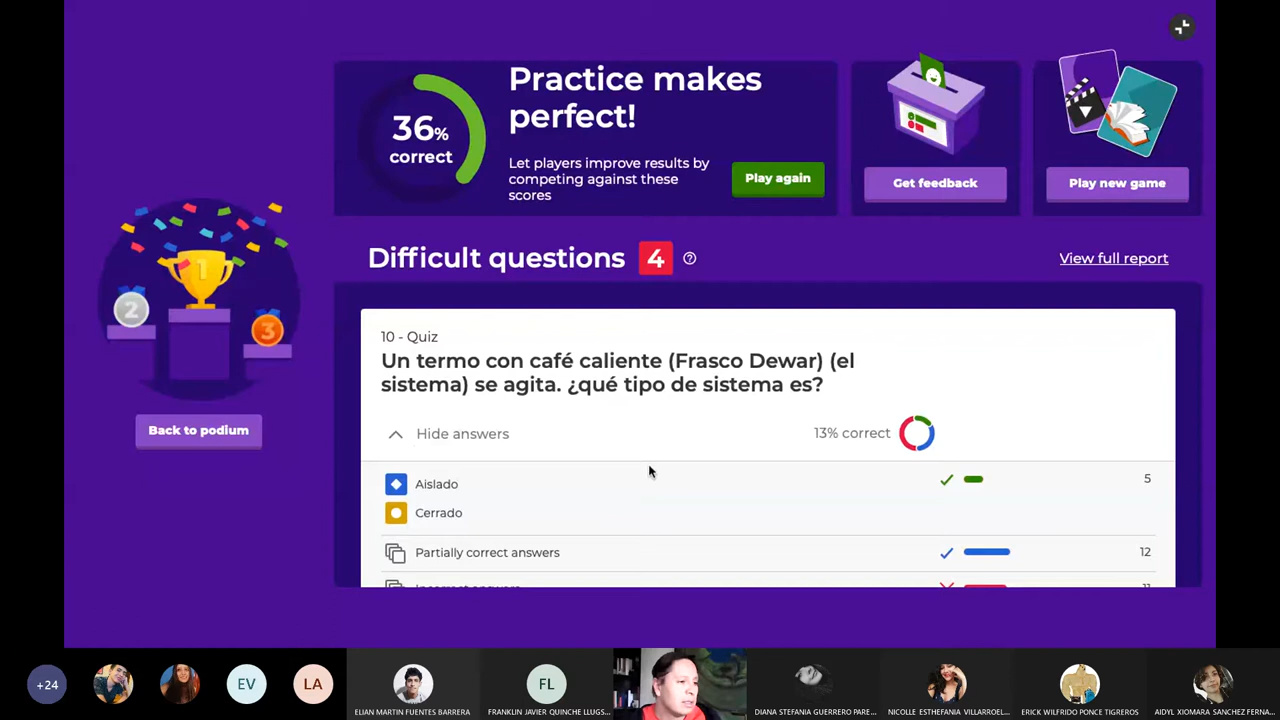 36%
correct
Practice makes
perfect!
Let players improve results by
competing against these
scores
Play again
Get feedback
Play new game
1
2
3
Back to podium
Difficult questions 4
View full report
10 - Quiz
Un termo con café caliente (Frasco Dewar) (el
sistema) se agita. ¿qué tipo de sistema es?
Hide answers
13% correct
Aislado
5
Cerrado
Partially correct answers
12
+24
EV
LA
ELIAN MARTIN FUENTES BARRERA
FL
FRANKLIN JAVIER QUINCHE LLUGS...
DIANA STEFANIA GUERRERO PARE...
NICOLLE ESTHEFANIA VILLARROEL...
ERICK WILFRIDO PONCE TIGREROS
AIDYL XIOMARA SANCHEZ FERNA...